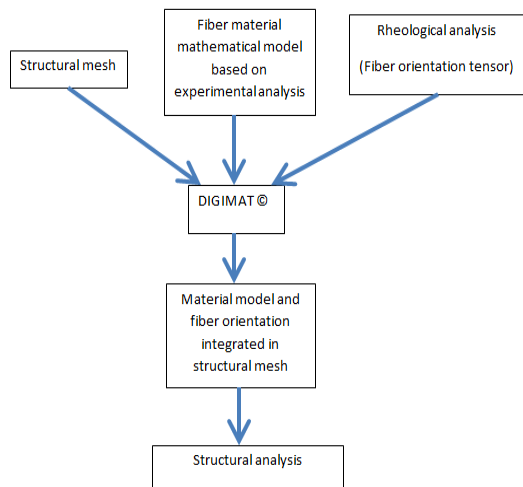 Structural mesh
Fiber material
mathematical model
based on
experimental analysis
Rheological analysis
(Fiber orientation tensor)
DIGIMAT ©
Material model and
fiber orientation
integrated in
structural mesh
Structural analysis